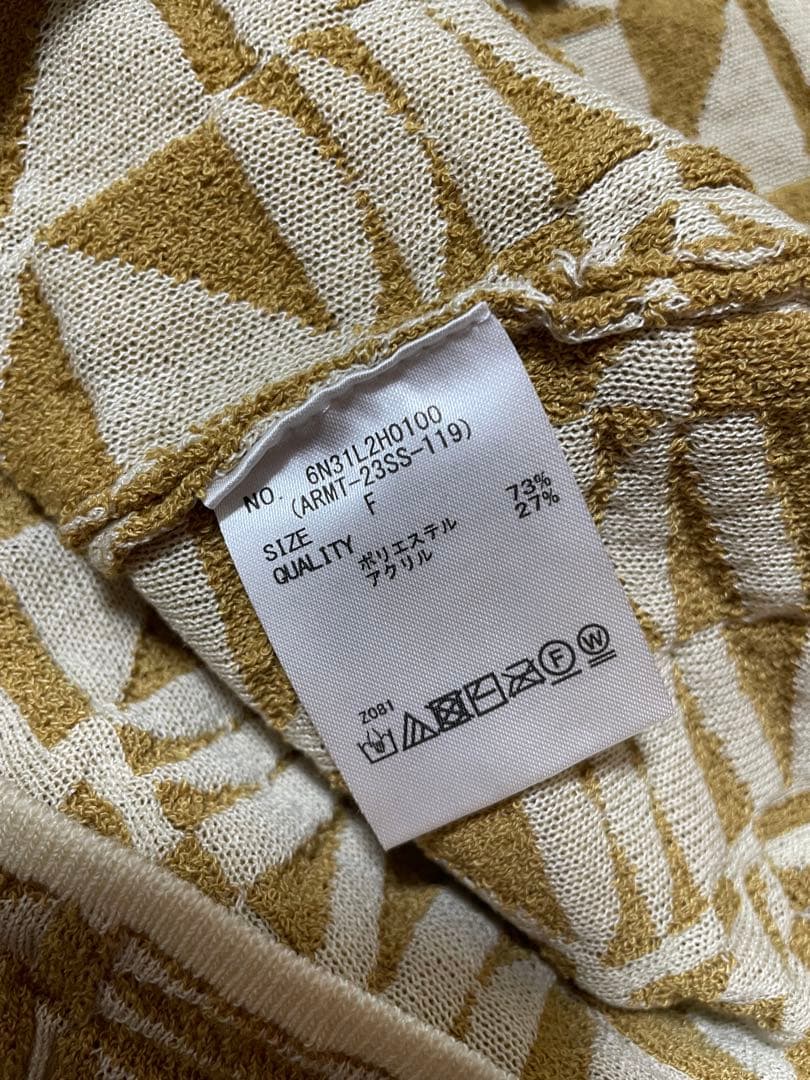 NO. 6N31L2H0100
(ARMT-23SS-119)
SIZE F
QUALITY ポリエステル 73%
アクリル 27%
Z081
F W